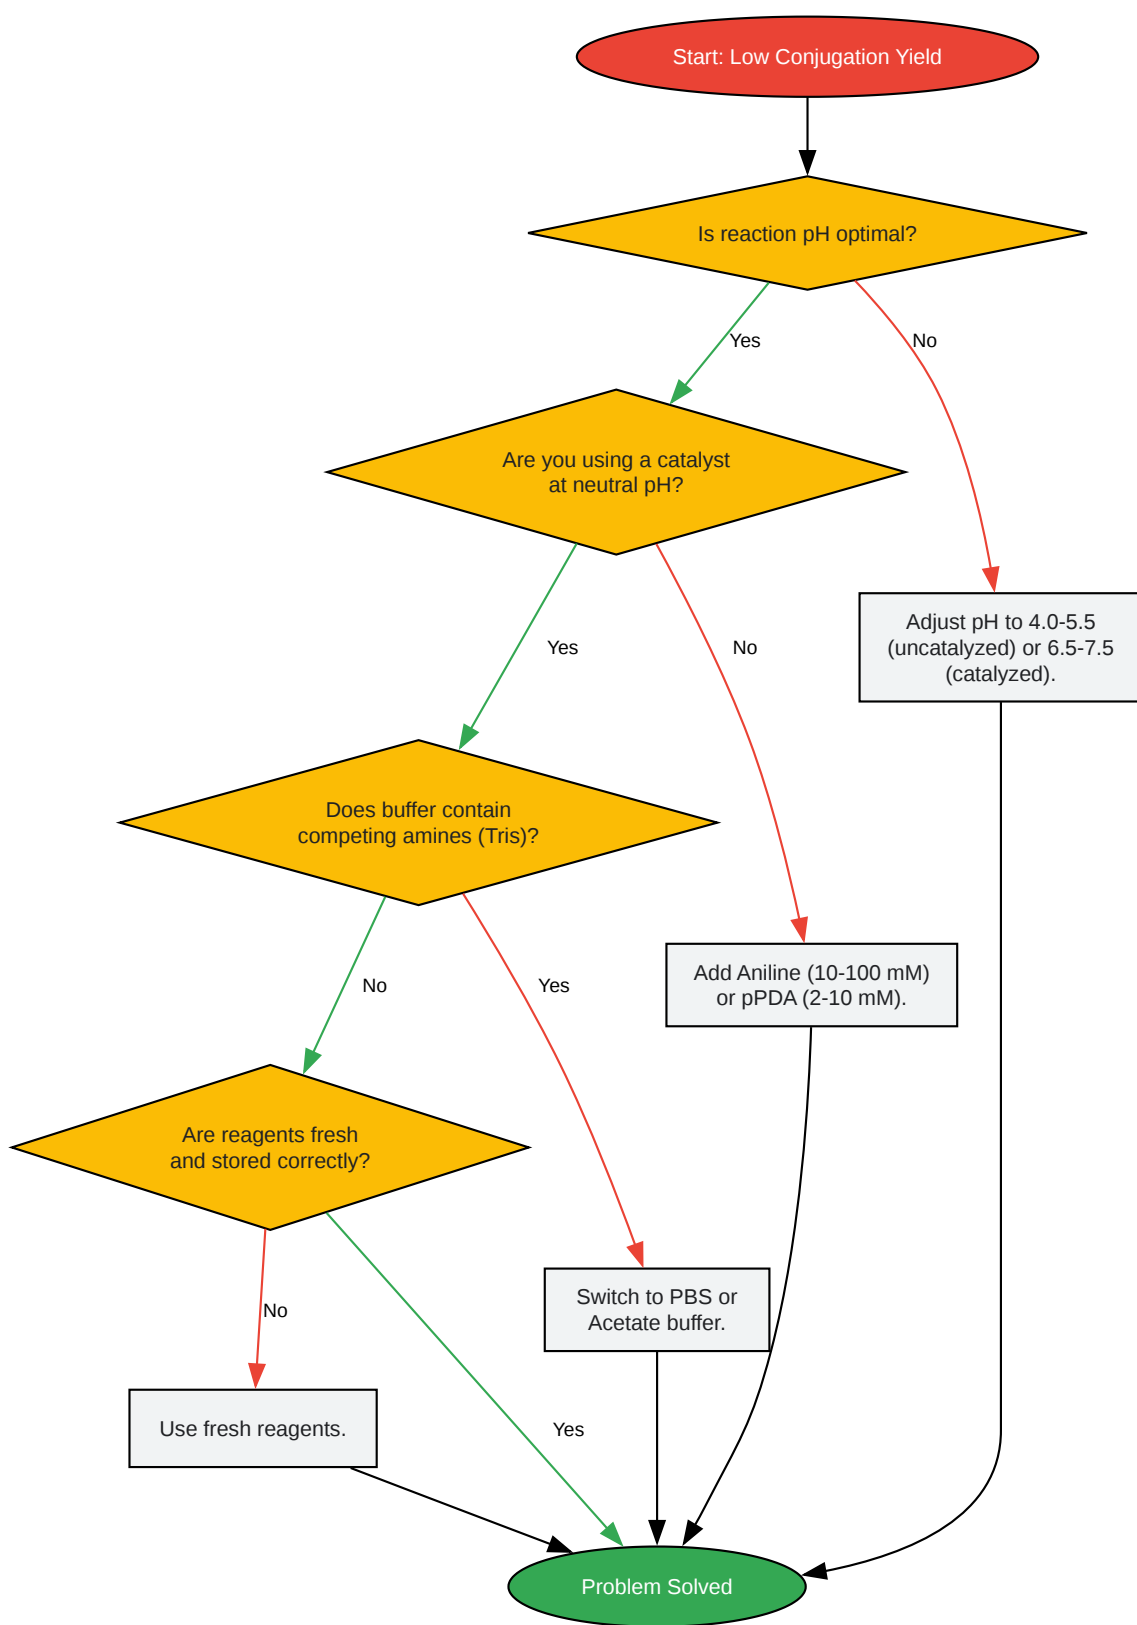 Start: Low Conjugation Yield
Is reaction pH optimal?
Yes
No
Are you using a catalyst
at neutral pH?
Adjust pH to 4.0-5.5
(uncatalyzed) or 6.5-7.5
(catalyzed).
Yes
No
Does buffer contain
competing amines (Tris)?
Add Aniline (10-100 mM)
or pPDA (2-10 mM).
No
Yes
Are reagents fresh
and stored correctly?
Switch to PBS or
Acetate buffer.
No
Yes
Use fresh reagents.
Problem Solved